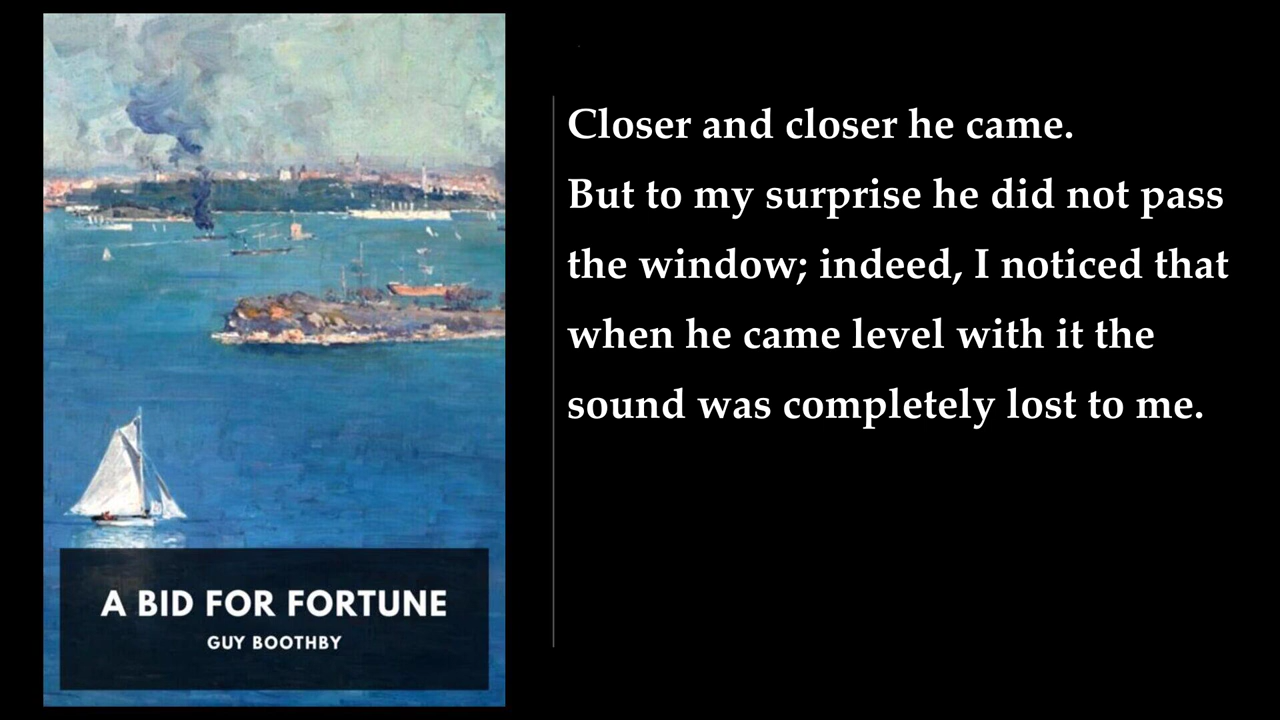 A BID FOR FORTUNE
GUY BOOTHBY
Closer and closer he came.
But to my surprise he did not pass
the window; indeed, I noticed that
when he came level with it the
sound was completely lost to me.